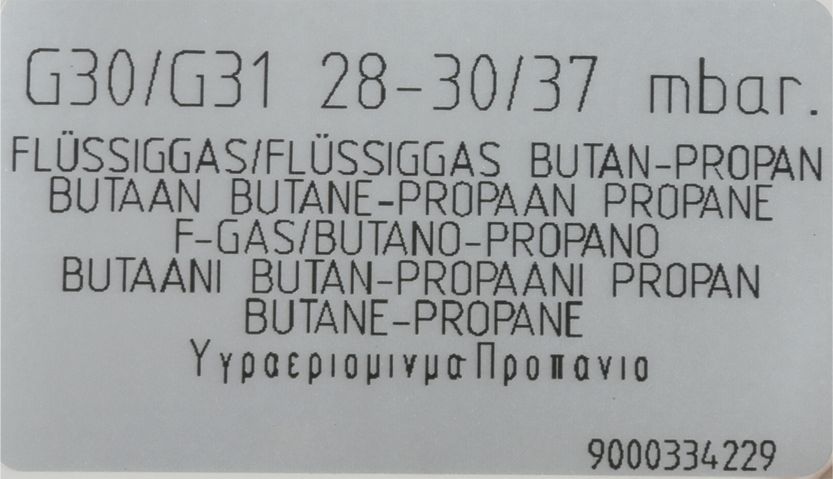 G30/G31 28-30/37 mbar.
FLÜSSIGGAS/FLÜSSIGGAS BUTAN-PROPAN
BUTAAN BUTANE-PROPAAN PROPANE
F-GAS/BUTANO-PROPANO
BUTAANI BUTAN-PROPAANI PROPAN
BUTANE-PROPANE
ΥγραεριομινμαΠροπανιο
9000334229